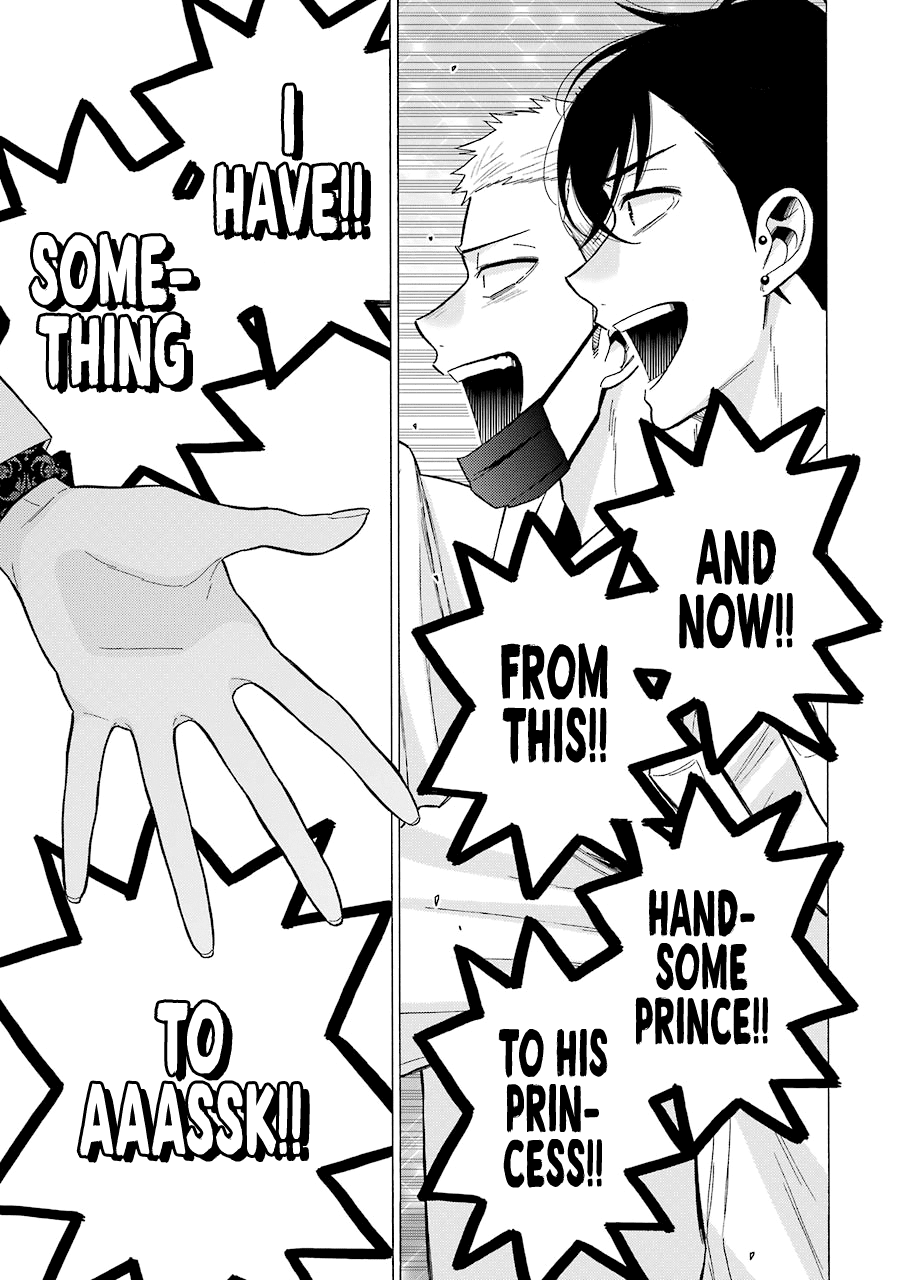 AND
NOW!!
FROM
THIS!!
HAND-
SOME
PRINCE!!
TO HIS
PRIN-
CESS!!
I
HAVE!!
SOME-
THING
TO
AAASSK!!